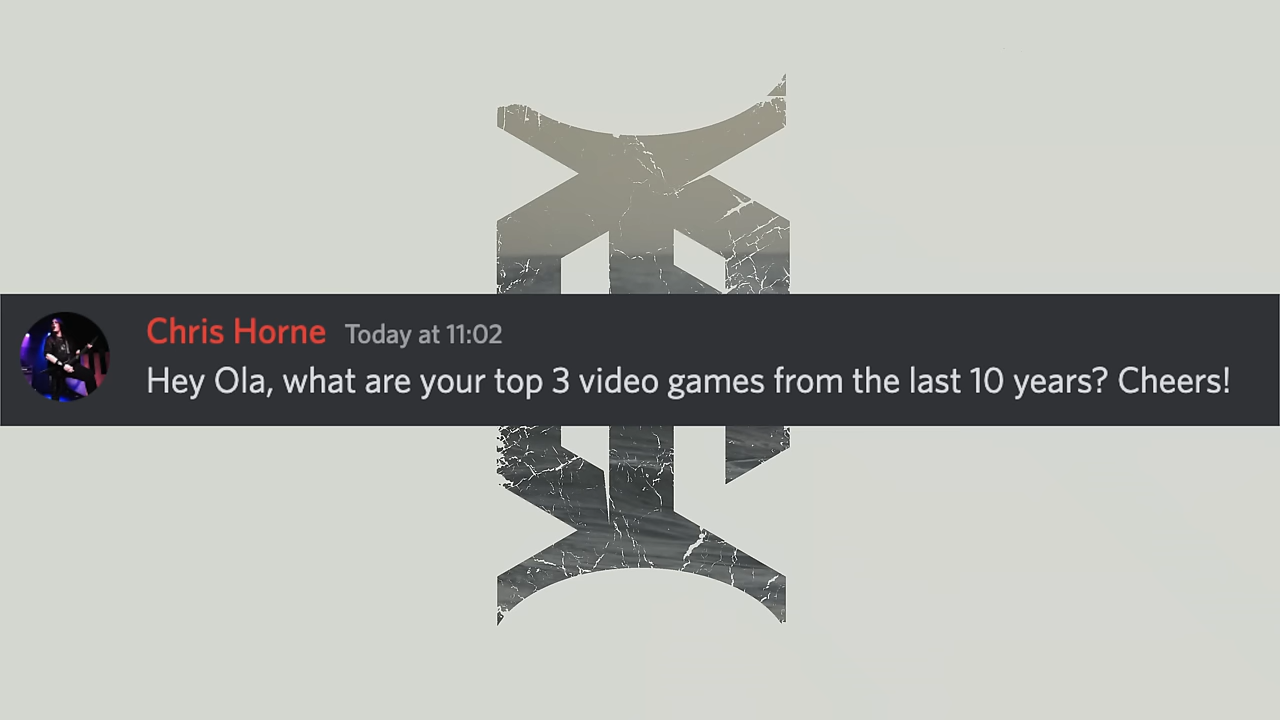 Chris Horne Today at 11:02
Hey Ola, what are your top 3 video games from the last 10 years? Cheers!